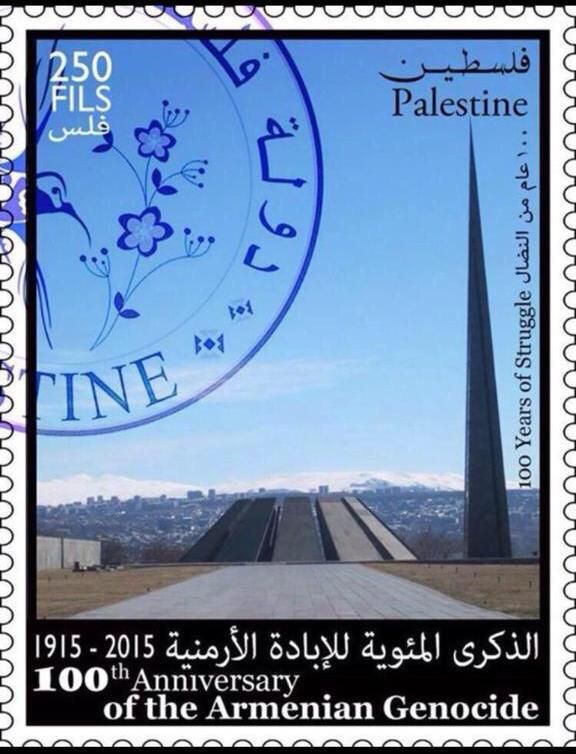 250
FILS
فلس
فلسطين
Palestine
١٠٠ عام من النضال 100 Years of Struggle
دولة
TINE
الذكرى المئوية للإبادة الأرمنية 2015 - 1915
100th Anniversary
of the Armenian Genocide